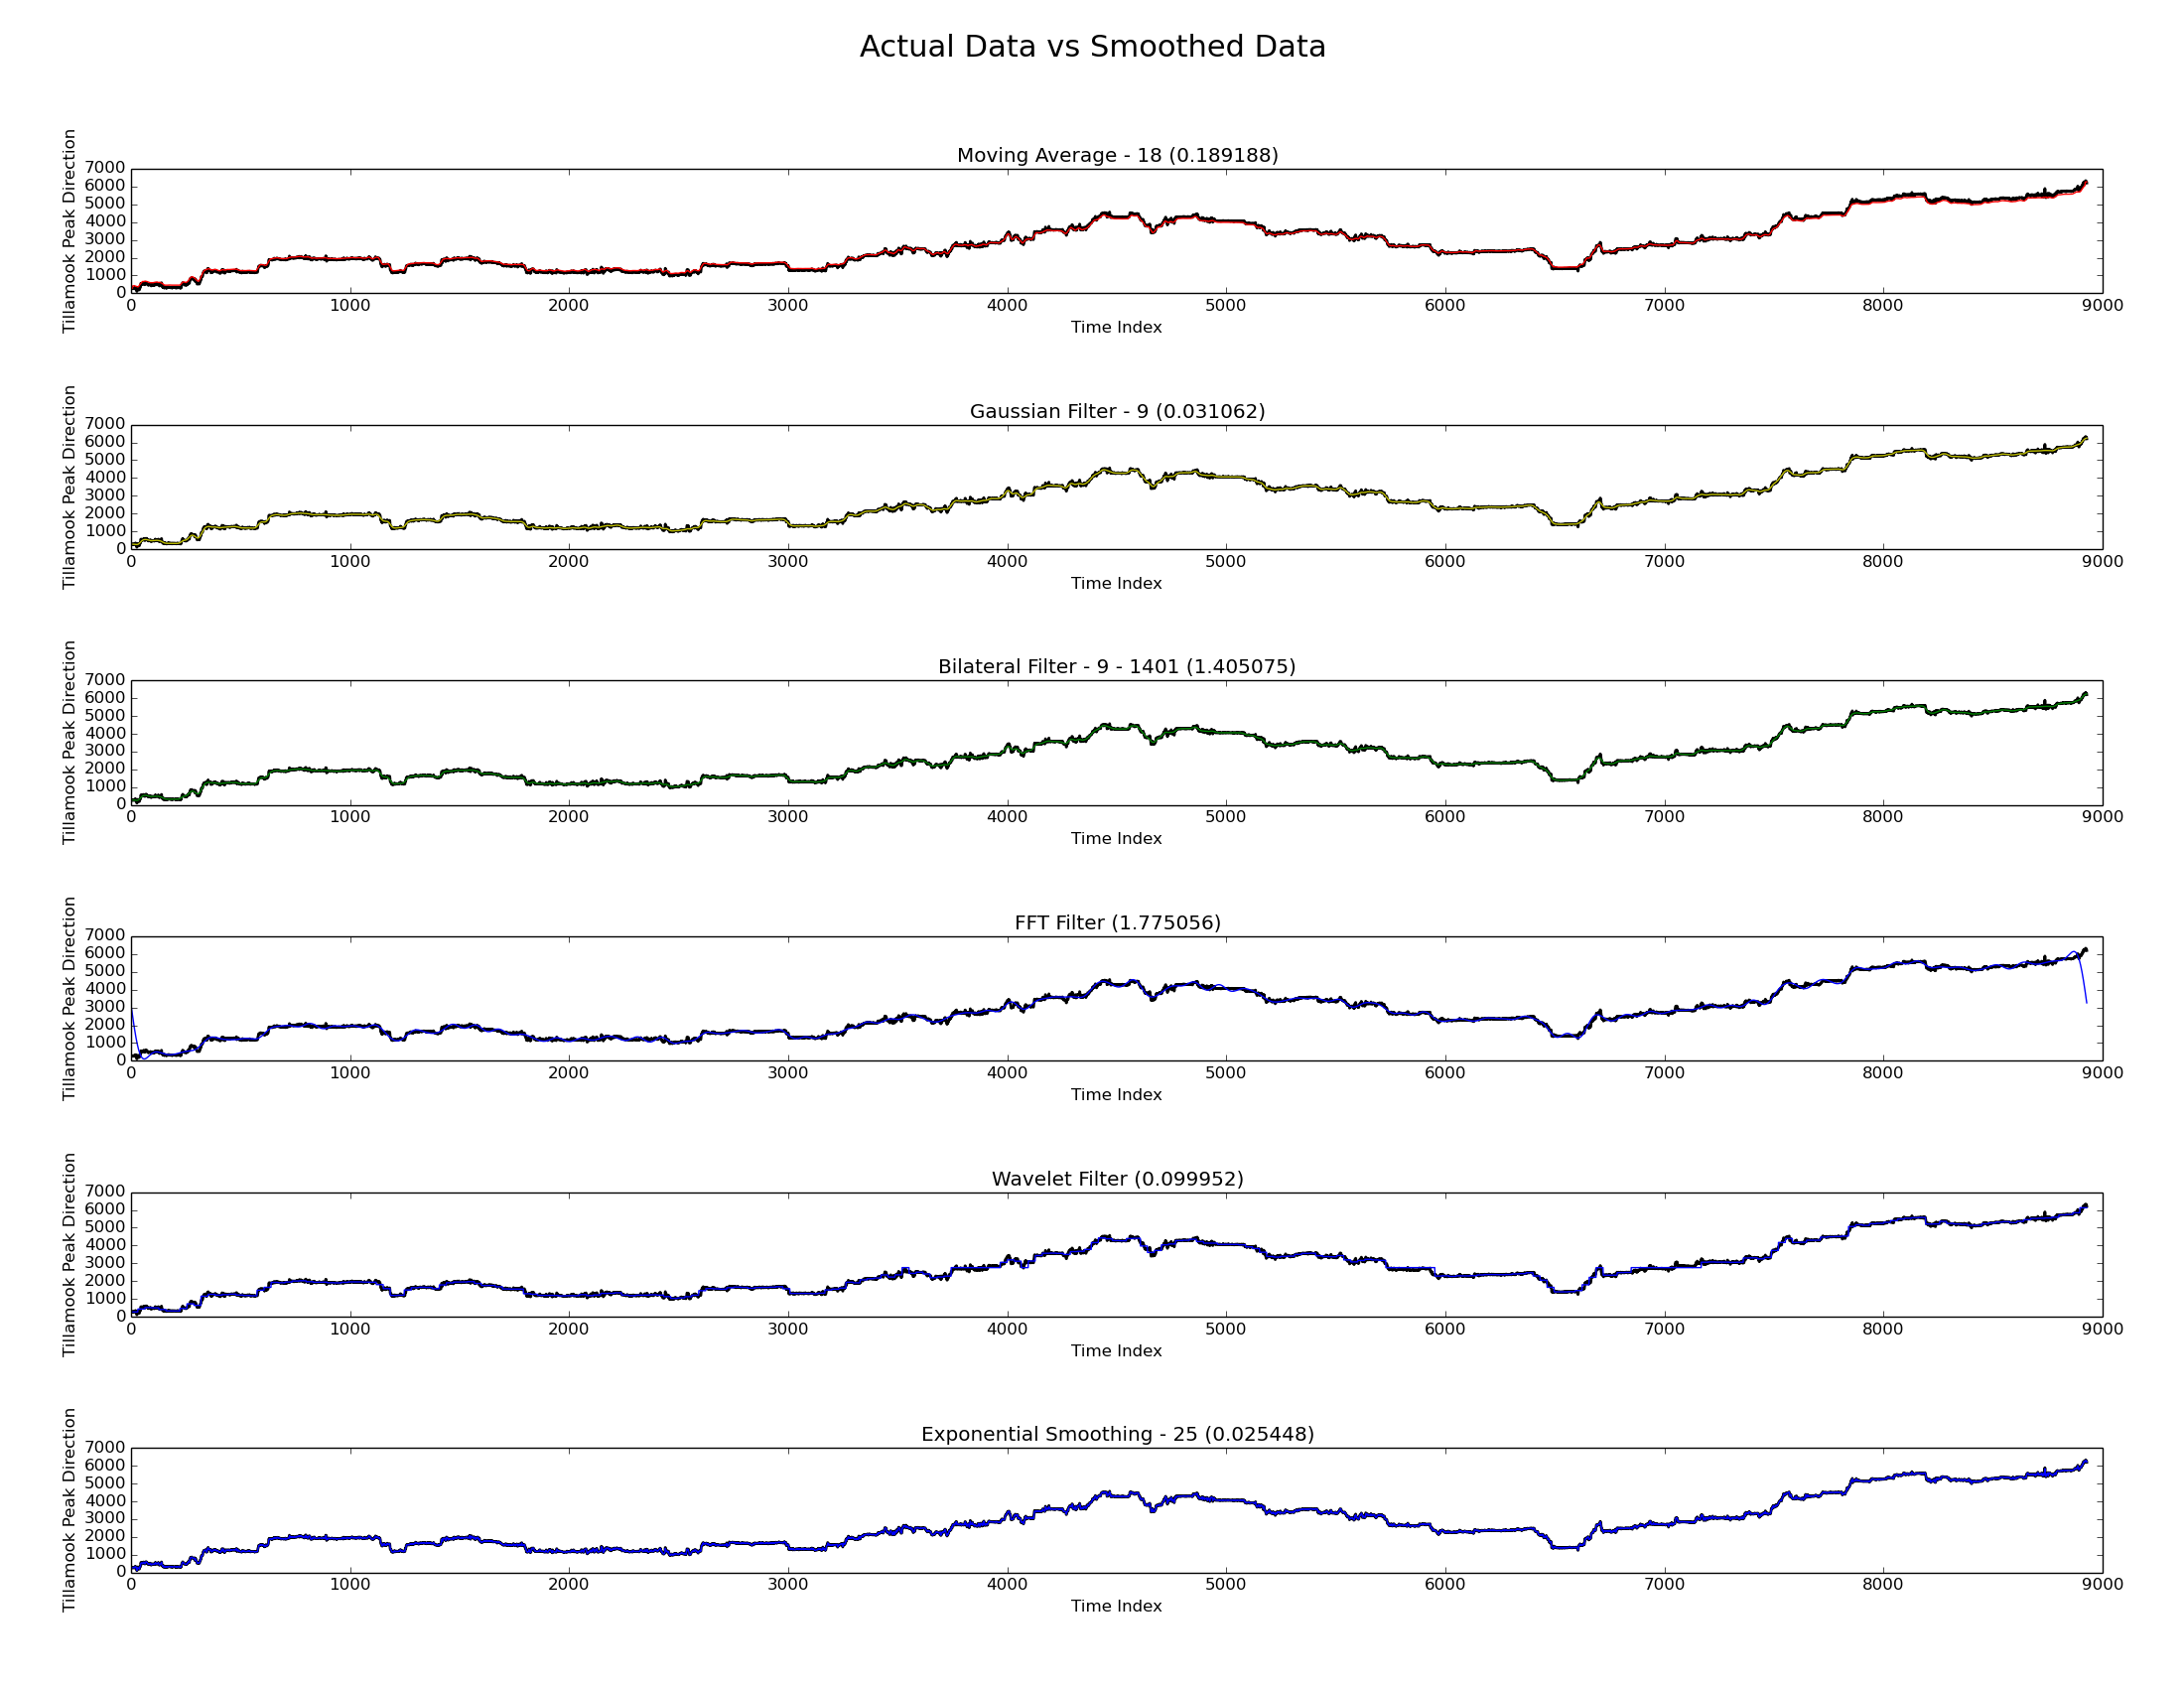 Actual Data vs Smoothed Data
Moving Average - 18 (0.189188)
Tillamook Peak Direction
7000
6000
5000
4000
3000
2000
1000
0
0 1000 2000 3000 4000 5000 6000 7000 8000 9000
Time Index
Gaussian Filter - 9 (0.031062)
Tillamook Peak Direction
7000
6000
5000
4000
3000
2000
1000
0
0 1000 2000 3000 4000 5000 6000 7000 8000 9000
Time Index
Bilateral Filter - 9 - 1401 (1.405075)
Tillamook Peak Direction
7000
6000
5000
4000
3000
2000
1000
0
0 1000 2000 3000 4000 5000 6000 7000 8000 9000
Time Index
FFT Filter (1.775056)
Tillamook Peak Direction
7000
6000
5000
4000
3000
2000
1000
0
0 1000 2000 3000 4000 5000 6000 7000 8000 9000
Time Index
Wavelet Filter (0.099952)
Tillamook Peak Direction
7000
6000
5000
4000
3000
2000
1000
0
0 1000 2000 3000 4000 5000 6000 7000 8000 9000
Time Index
Exponential Smoothing - 25 (0.025448)
Tillamook Peak Direction
7000
6000
5000
4000
3000
2000
1000
0
0 1000 2000 3000 4000 5000 6000 7000 8000 9000
Time Index